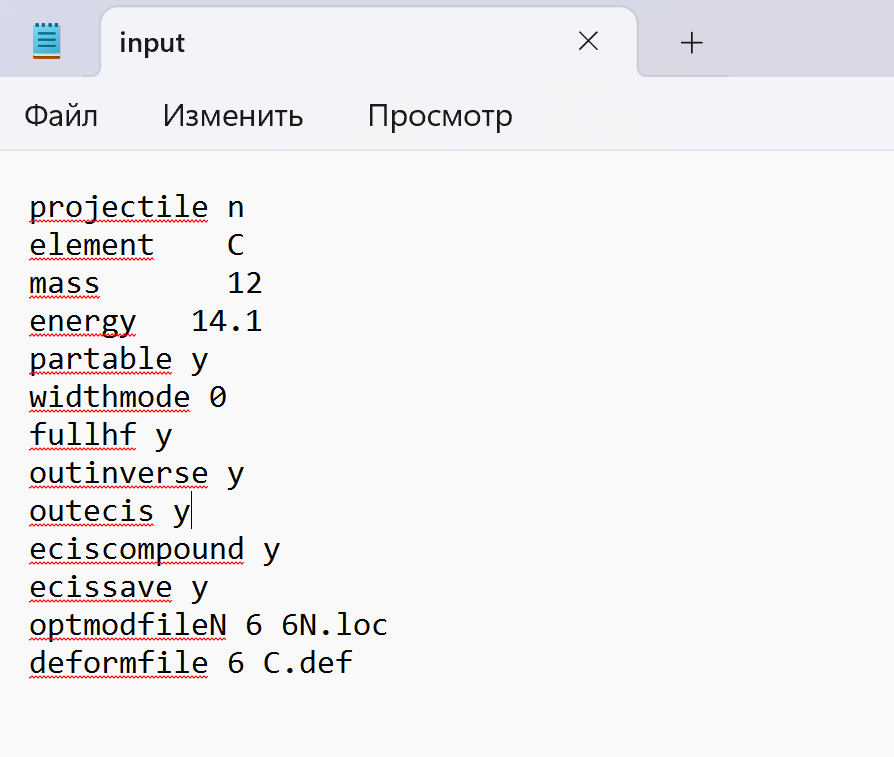 input
Файл Изменить Просмотр
projectile n
element    C
mass       12
energy   14.1
partable y
widthmode 0
fullhf y
outinverse y
outecis y
eciscompound y
ecissave y
optmodfileN 6 6N.loc
deformfile 6 C.def